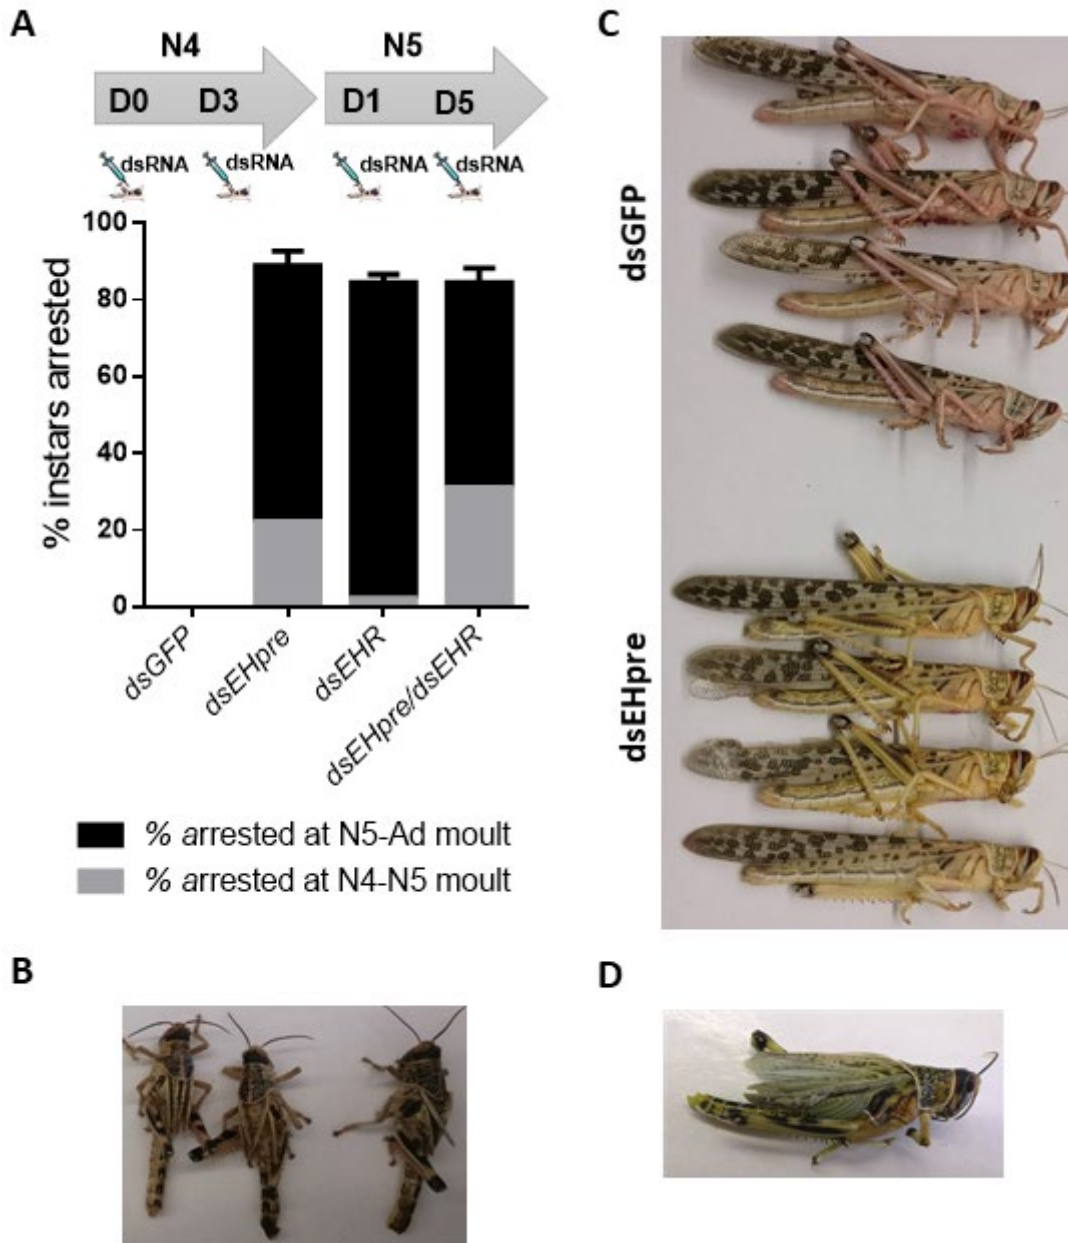 A
N4
N5
D0 D3 D1 D5
dsRNA dsRNA dsRNA dsRNA
% instars arrested
100
80
60
40
20
0
dsGFP
dsEHpre
dsEHR
dsEHpre/dsEHR
% arrested at N5-Ad moult
% arrested at N4-N5 moult
B
C
dsGFP
dsEHpre
D